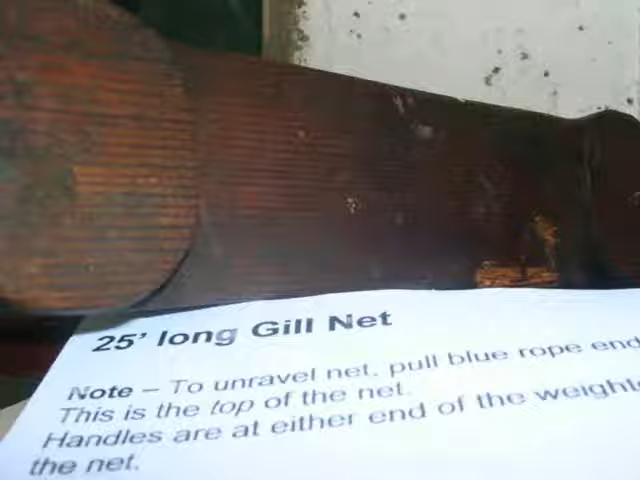 25’ long Gill Net
Note – To unravel net, pull blue rope end
This is the top of the net.
Handles are at either end of the weight
the net.